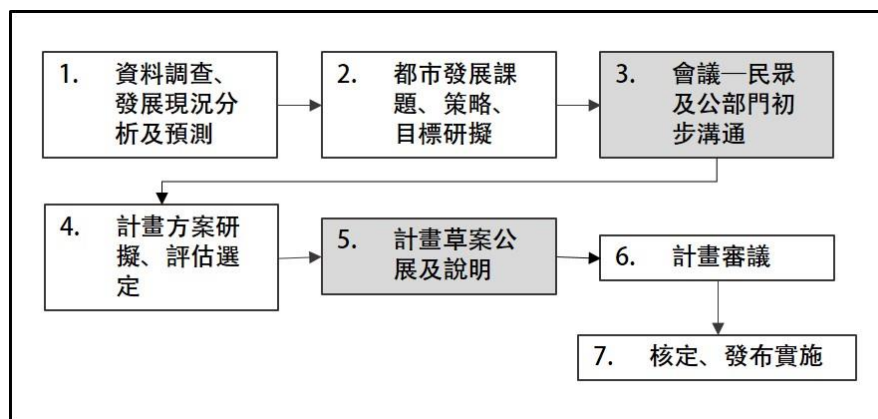 1. 資料調查、
發展現況分
析及預測
2. 都市發展課
題、策略、
目標研擬
3. 會議─民眾
及公部門初
步溝通
4. 計畫方案研
擬、評估選
定
5. 計畫草案公
展及說明
6. 計畫審議
7. 核定、發布實施